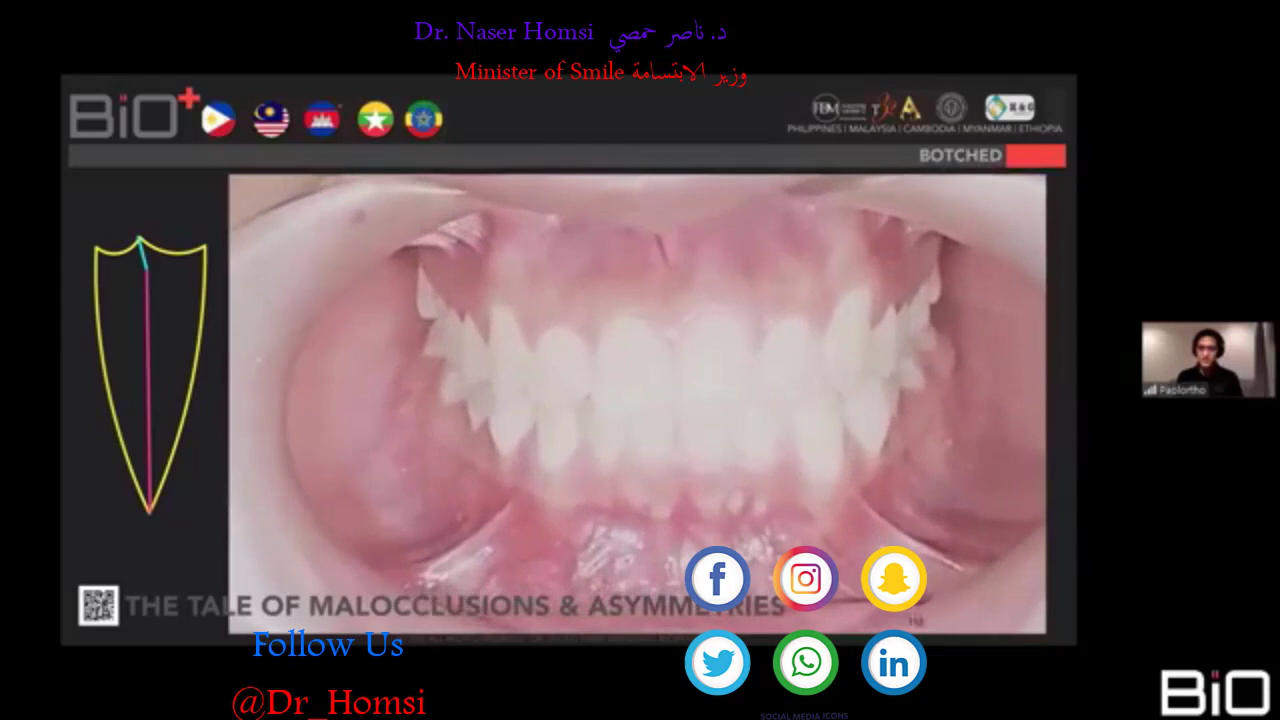 Dr. Naser Homsi د. ناصر حمصي
Minister of Smile وزير الابتسامة
BiO+
PHILIPPINES | MALAYSIA | CAMBODIA | MYANMAR | ETHIOPIA
BOTCHED
Paolortho
THE TALE OF MALOCCLUSIONS & ASYMMETRIES
Follow Us
@Dr_Homsi
SOCIAL MEDIA ICONS
BiO